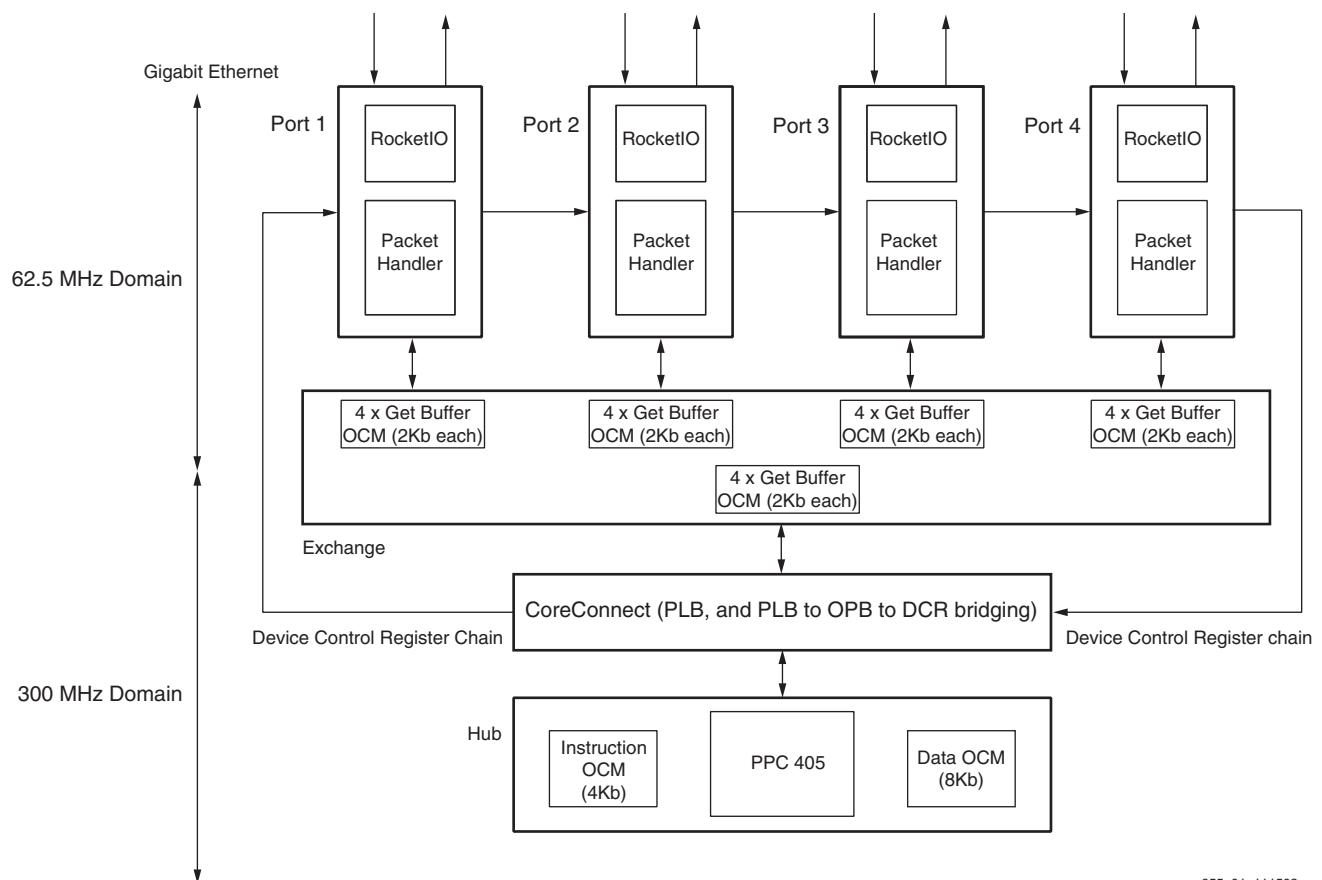 Gigabit Ethernet
Port 1
Port 2
Port 3
Port 4
RocketIO
RocketIO
RocketIO
RocketIO
Packet
Handler
Packet
Handler
Packet
Handler
Packet
Handler
62.5 MHz Domain
4 x Get Buffer
OCM (2Kb each)
4 x Get Buffer
OCM (2Kb each)
4 x Get Buffer
OCM (2Kb each)
4 x Get Buffer
OCM (2Kb each)
4 x Get Buffer
OCM (2Kb each)
Exchange
CoreConnect (PLB, and PLB to OPB to DCR bridging)
Device Control Register Chain
Device Control Register chain
300 MHz Domain
Hub
Instruction
OCM
(4Kb)
PPC 405
Data OCM
(8Kb)